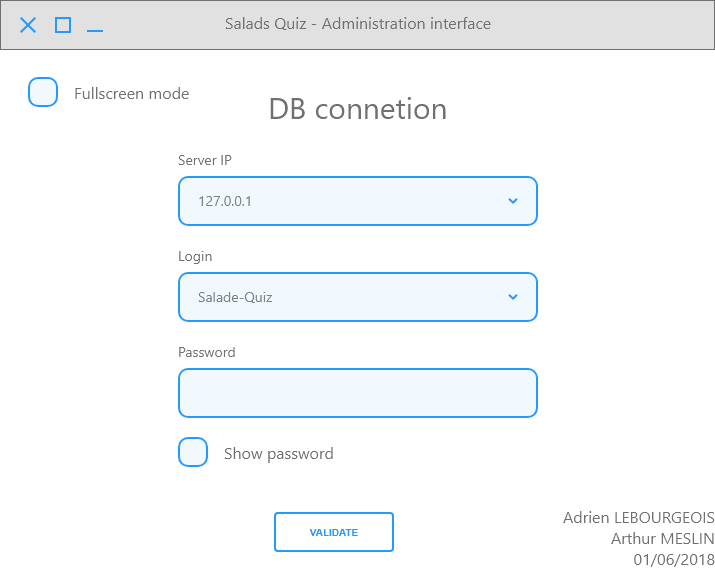 Salads Quiz - Administration interface
Fullscreen mode
DB connetion
Server IP
127.0.0.1
Login
Salade-Quiz
Password
Show password
VALIDATE
Adrien LEBOURGEOIS
Arthur MESLIN
01/06/2018